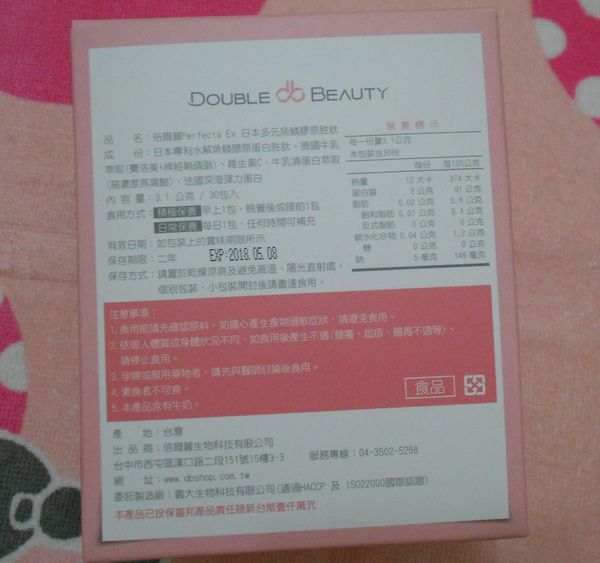 DOUBLE db BEAUTY
品　　名：倍爾麗Perfecta Ex 日本多元魚鱗膠原胜肽
成　　份：日本專利水解魚鱗膠原蛋白胜肽、德國牛乳
萃取(賽洛美+神經鞘磷脂)、維生素C、牛乳清蛋白萃取
(高濃度燕窩酸)、法國深海彈力蛋白
內 容 量：3.1 公克 / 30包入
食用方式：積極保養 早上1包，晚餐後或睡前1包
日常保養 每日1包，任何時間可補充
有效日期：如包裝上的賞味期限所示
保存期限：二年
EXP:2018.05.08
保存方式：請置於乾燥涼爽及避免高溫、陽光直射處。
個別包裝，小包裝開封後請盡速食用。
營養標示
每一份量3.1公克
本包裝含30份
每份　每100公克
熱量　12 大卡　374 大卡
蛋白質　3 公克　91 公克
脂肪　0.02 公克　0.6 公克
飽和脂肪　0.01 公克　0.4 公克
反式脂肪　0 公克　0 公克
碳水化合物　0.04 公克　1.2 公克
糖　0 公克　0 公克
鈉　5 毫克　149 毫克
注意事項：
1.食用前請先確認原料，如擔心產生食物過敏症狀，請避免食用。
2.依個人體質或身體狀況不同，如食用後產生不適(發癢、起疹、腸胃不適等)，
請停止食用。
3.孕婦或服用藥物者，請先與醫師討論後食用。
4.素食者不可食。
5.本產品含有牛奶。
食品
產　　地：台灣
出 品 商：倍爾麗生物科技有限公司
台中市西屯區漢口路二段151號15樓3-3　服務專線：04-3502-5258
網　　址：www.dbshop.com.tw
委託製造廠：義大生物科技有限公司(通過HACCP 及 ISO22000國際認證)
本產品已投保富邦產品責任險新台幣壹仟萬元